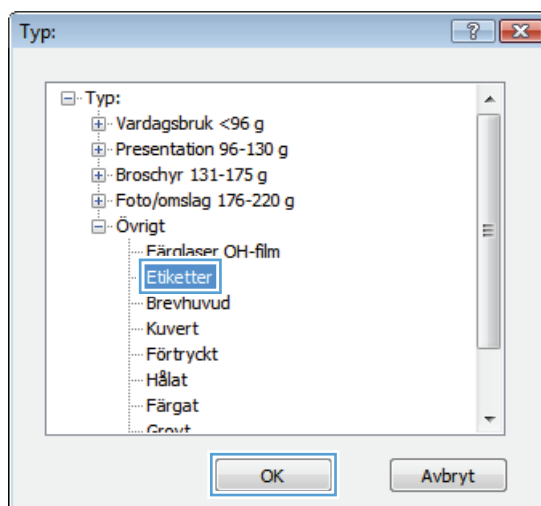 Typ:
Typ:
Vardagsbruk <96 g
Presentation 96-130 g
Broschyr 131-175 g
Foto/omslag 176-220 g
Övrigt
Färglaser OH-film
Etiketter
Brevhuvud
Kuvert
Förtryckt
Hålat
Färgat
Grovt
OK Avbryt